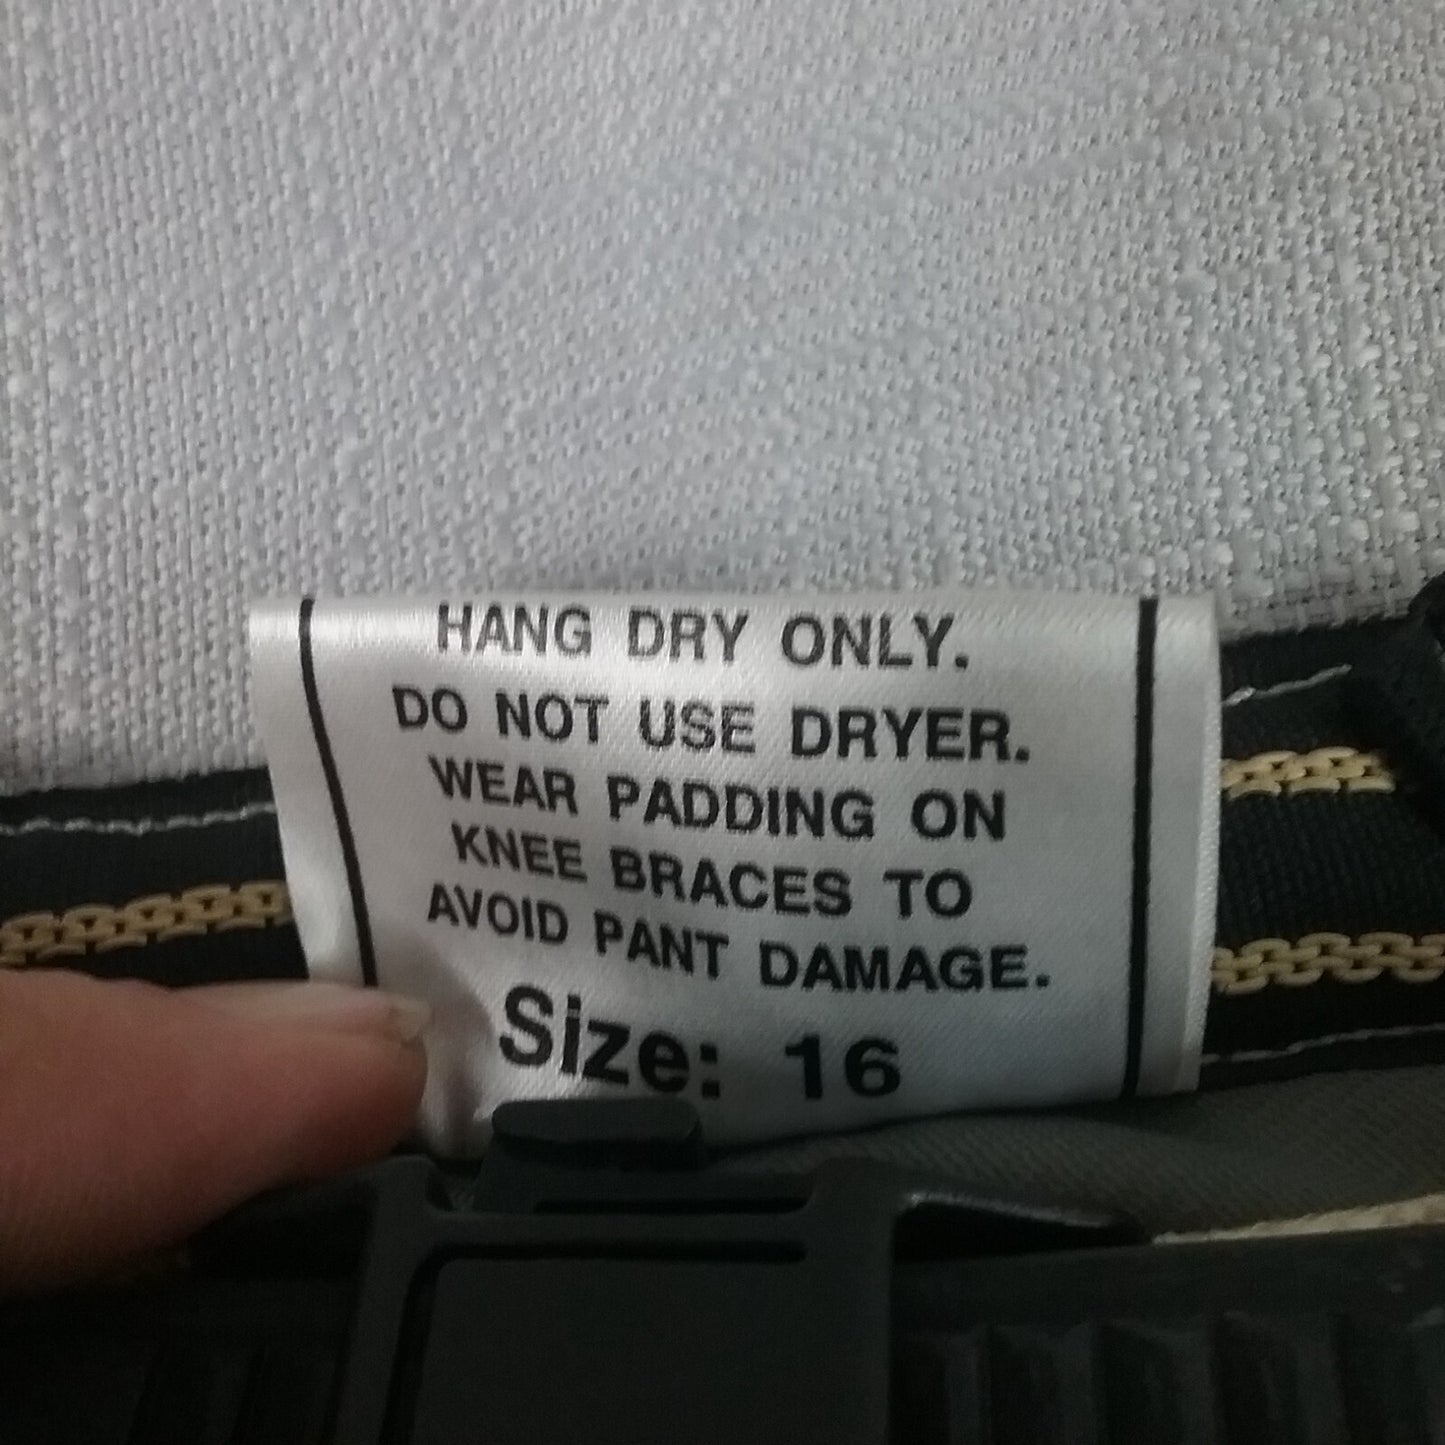 HANG DRY ONLY.
DO NOT USE DRYER.
WEAR PADDING ON
KNEE BRACES TO
AVOID PANT DAMAGE.
Size: 16